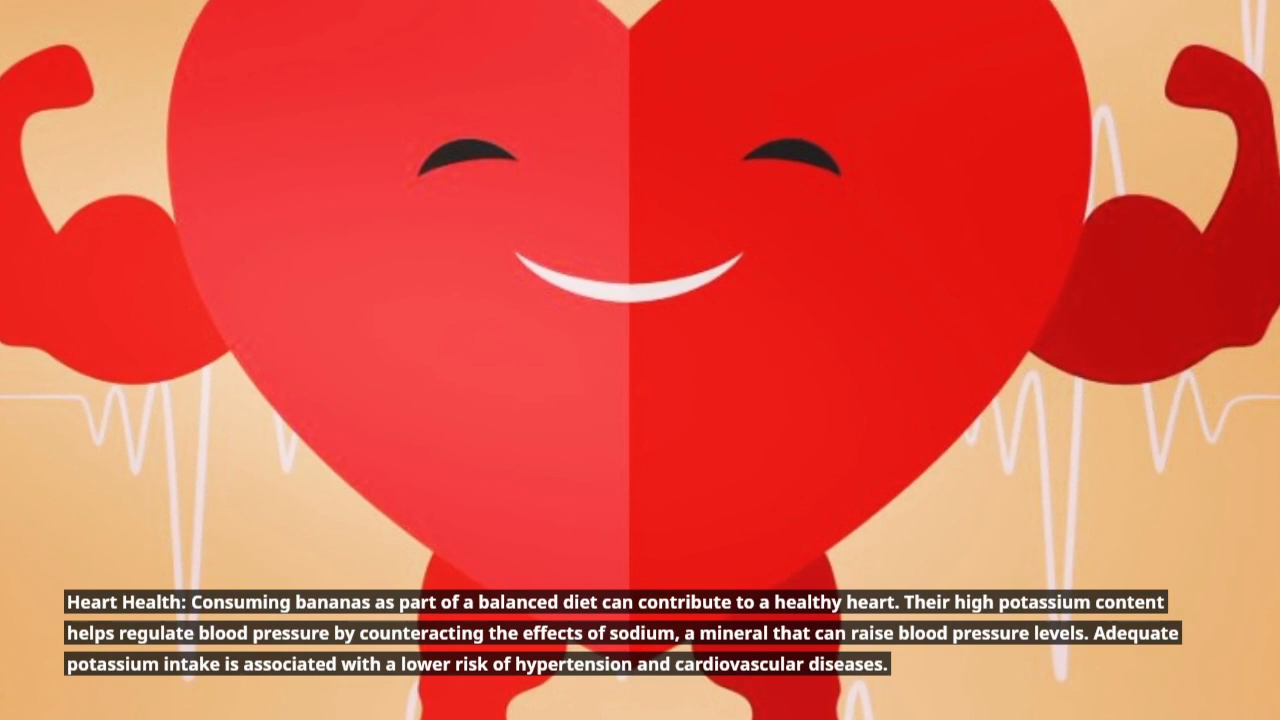 Heart Health: Consuming bananas as part of a balanced diet can contribute to a healthy heart. Their high potassium content
helps regulate blood pressure by counteracting the effects of sodium, a mineral that can raise blood pressure levels. Adequate
potassium intake is associated with a lower risk of hypertension and cardiovascular diseases.